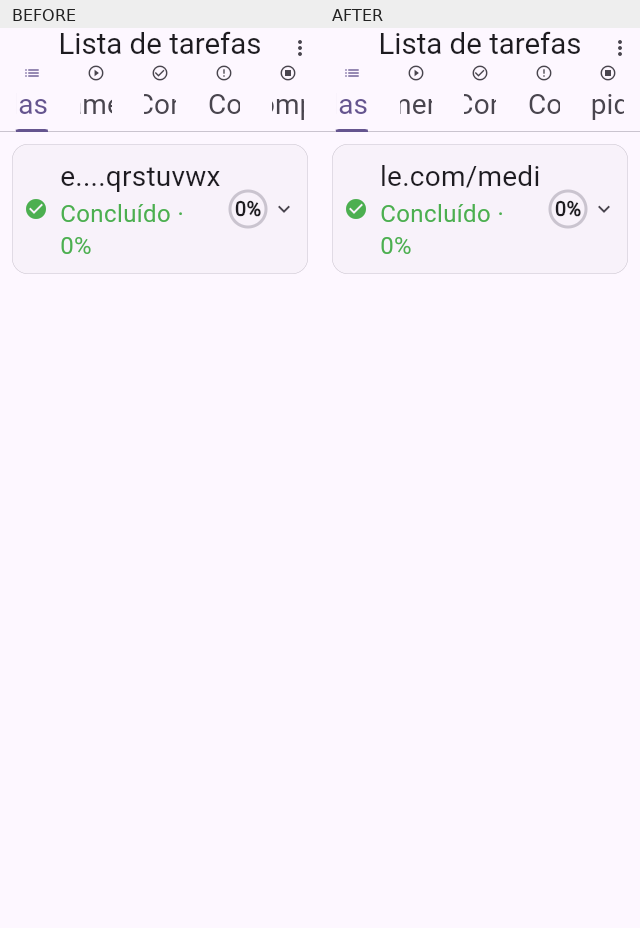 BEFORE
AFTER
Lista de tarefas
Lista de tarefas
as
Co
as
Co
e....qrstuvwx
Concluído ·
0%
0%
le.com/medi
Concluído ·
0%
0%